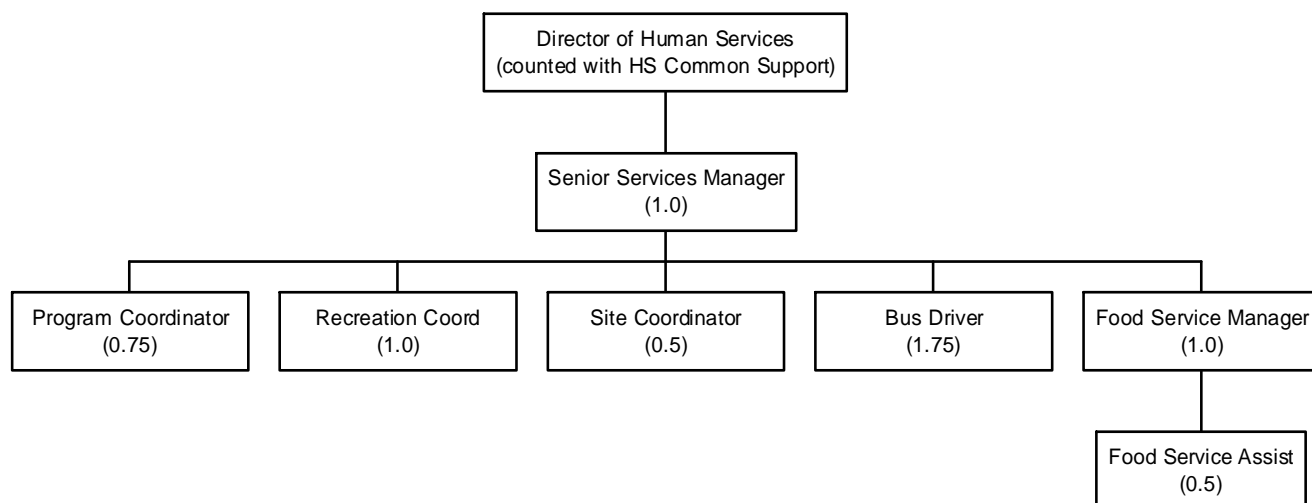 Director of Human Services
(counted with HS Common Support)
Senior Services Manager
(1.0)
Program Coordinator
(0.75)
Recreation Coord
(1.0)
Site Coordinator
(0.5)
Bus Driver
(1.75)
Food Service Manager
(1.0)
Food Service Assist
(0.5)